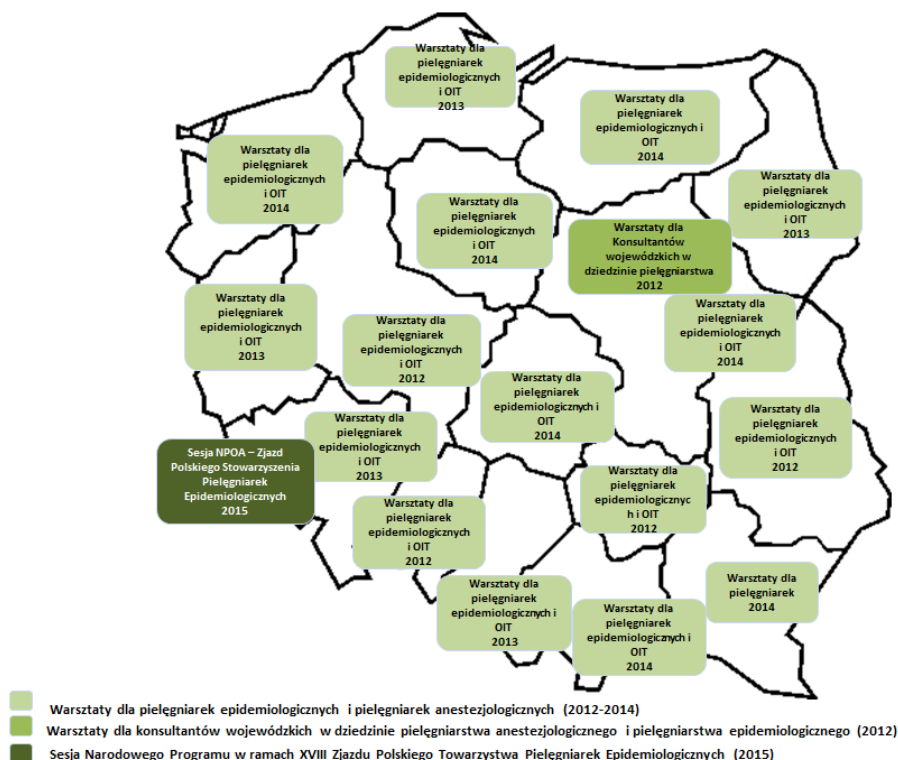 Warsztaty dla
pielęgniarek
epidemiologicznych
i OIT
2013
Warsztaty dla
pielęgniarek
epidemiologicznych i
OIT
2014
Warsztaty dla
pielęgniarek
epidemiologicznych
i OIT
2014
Warsztaty dla
pielęgniarek
epidemiologicznych
i OIT
2013
Warsztaty dla
pielęgniarek
epidemiologicznych
i OIT
2014
Warsztaty dla
Konsultantów
wojewódzkich w
dziedzinie pielęgniarstwa
2012
Warsztaty dla
pielęgniarek
epidemiologicznych
i OIT
2013
Warsztaty dla
pielęgniarek
epidemiologicznych
i OIT
2014
Warsztaty dla
pielęgniarek
epidemiologicznych
i OIT
2012
Warsztaty dla
pielęgniarek
epidemiologicznych i
OIT
2014
Warsztaty dla
pielęgniarek
epidemiologicznych
i OIT
2012
Warsztaty dla
pielęgniarek
epidemiologicznych
i OIT
2013
Sesja NPOA – Zjazd
Polskiego Stowarzyszenia
Pielęgniarek
Epidemiologicznych
2015
Warsztaty dla
pielęgniarek
epidemiologicznyc
h i OIT
2012
Warsztaty dla
pielęgniarek
epidemiologicznych
i OIT
2012
Warsztaty dla
pielęgniarek
2014
Warsztaty dla
pielęgniarek
epidemiologicznych i
OIT
2013
Warsztaty dla
pielęgniarek
epidemiologicznych i
OIT
2014
Warsztaty dla pielęgniarek epidemiologicznych i pielęgniarek anestezjologicznych (2012-2014)
Warsztaty dla konsultantów wojewódzkich w dziedzinie pielęgniarstwa anestezjologicznego i pielęgniarstwa epidemiologicznego (2012)
Sesja Narodowego Programu w ramach XVIII Zjazdu Polskiego Towarzystwa Pielęgniarek Epidemiologicznych (2015)